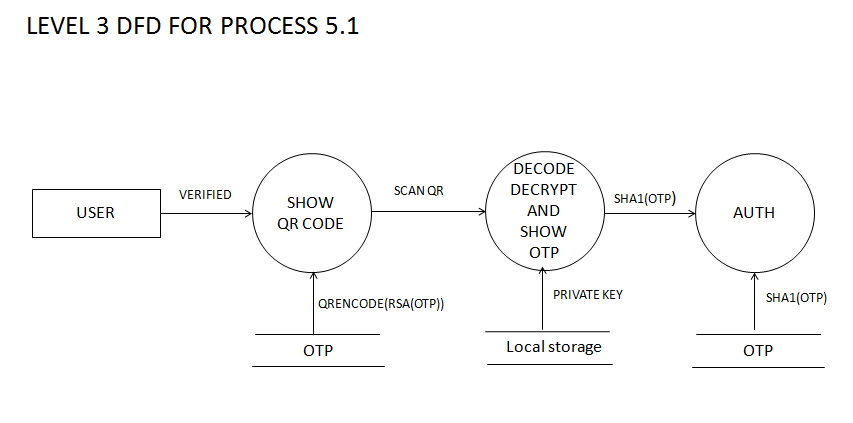 LEVEL 3 DFD FOR PROCESS 5.1
USER
VERIFIED
SHOW
QR CODE
SCAN QR
DECODE
DECRYPT
AND
SHOW
OTP
SHA1(OTP)
AUTH
QRENCODE(RSA(OTP))
PRIVATE KEY
SHA1(OTP)
OTP
Local storage
OTP